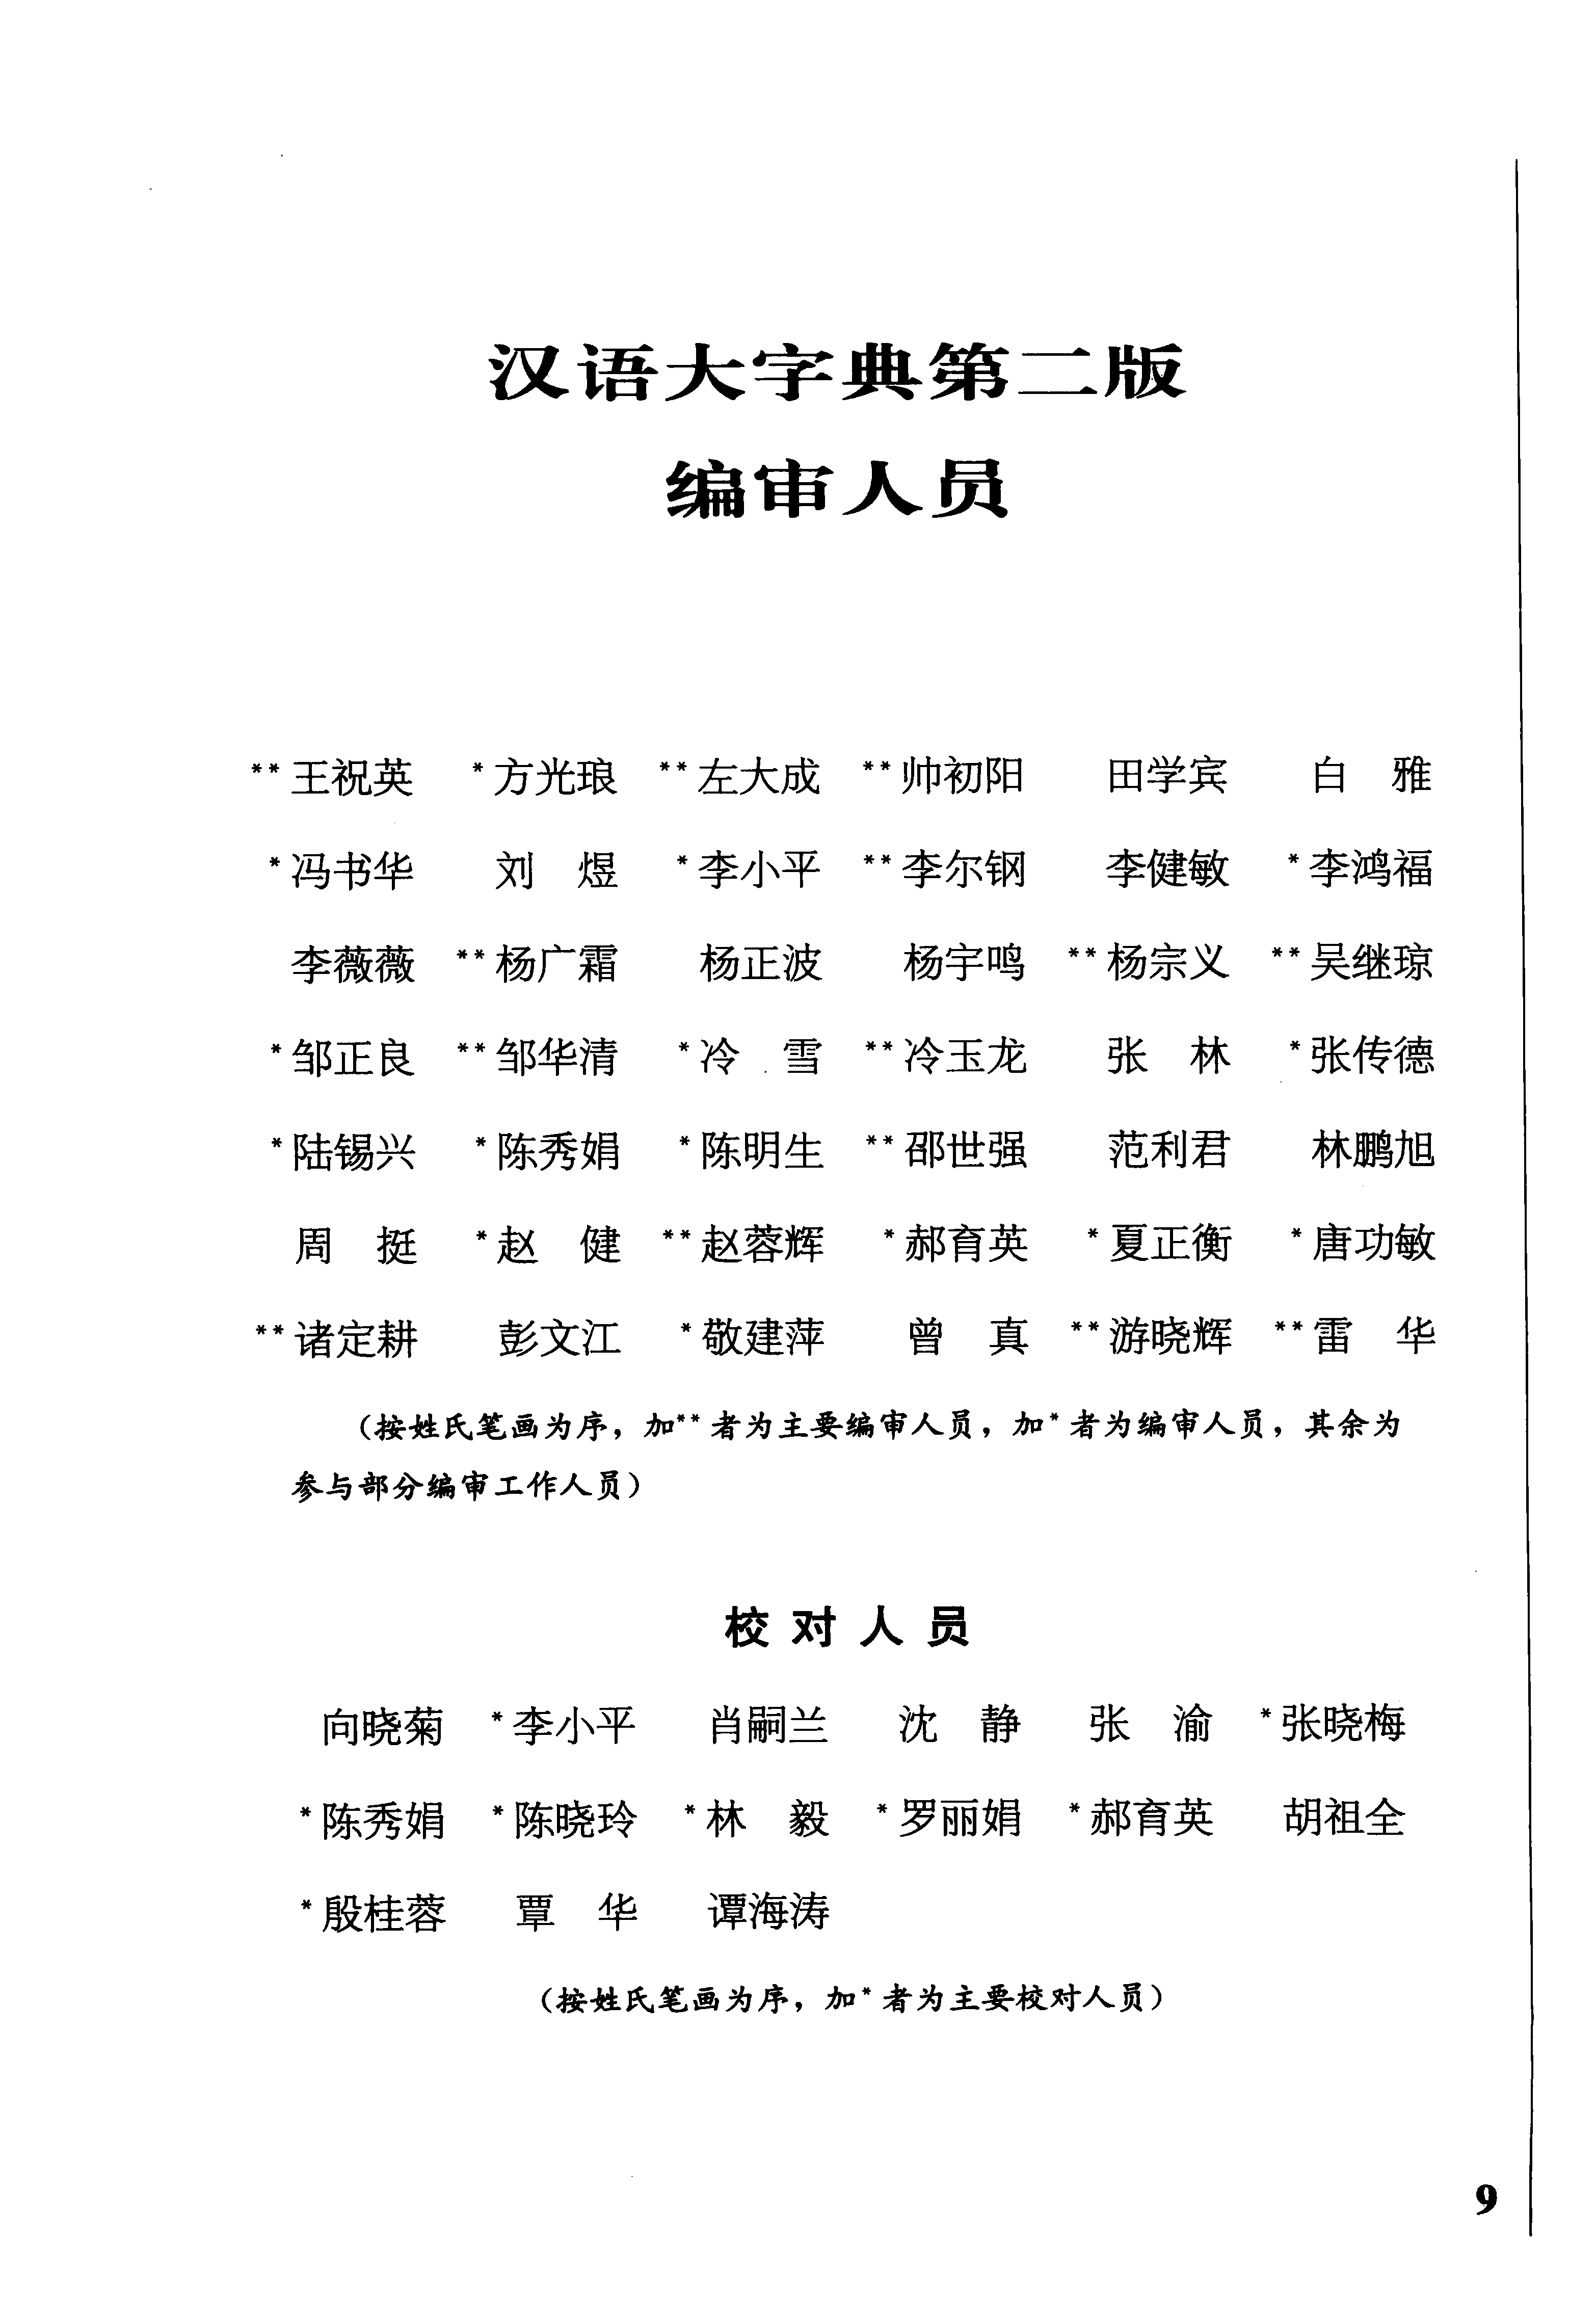 汉语大字典第二版
编审人员
**王祝英 *方光琅 **左大成 **帅初阳 田学宾 白 雅
*冯书华 刘 煜 *李小平 **李尔钢 李健敏 *李鸿福
李薇薇 **杨广霜 杨正波 杨宇鸣 **杨宗义 **吴继琼
*邹正良 **邹华清 *冷 雪 **冷玉龙 张 林 *张传德
*陆锡兴 *陈秀娟 *陈明生 **邵世强 范利君 林鹏旭
周 挺 *赵 健 **赵蓉辉 *郝育英 *夏正衡 *唐功敏
**诸定耕 彭文江 *敬建萍 曾 真 **游晓辉 **雷 华
（按姓氏笔画为序，加**者为主要编审人员，加*者为编审人员，其余为
参与部分编审工作人员）
校对人员
向晓菊 *李小平 肖嗣兰 沈 静 张 渝 *张晓梅
*陈秀娟 *陈晓玲 *林 毅 *罗丽娟 *郝育英 胡祖全
*殷桂蓉 覃 华 谭海涛
（按姓氏笔画为序，加*者为主要校对人员）
9